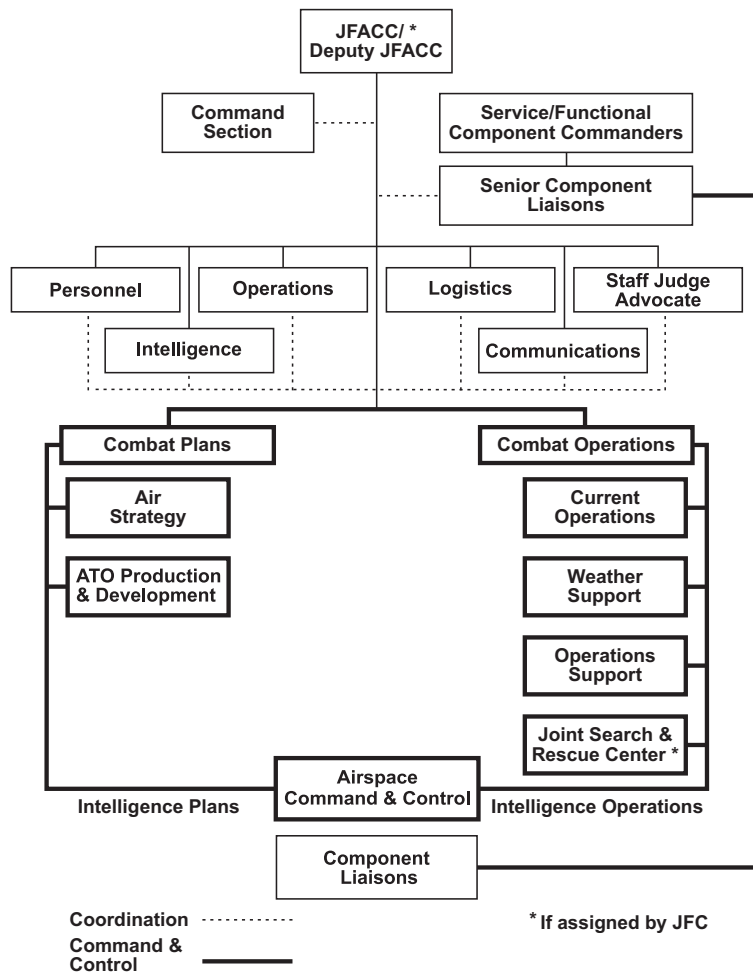 JFACC/ *
Deputy JFACC
Command
Section
Service/Functional
Component Commanders
Senior Component
Liaisons
Personnel
Operations
Logistics
Staff Judge
Advocate
Intelligence
Communications
Combat Plans
Combat Operations
Air
Strategy
Current
Operations
ATO Production
& Development
Weather
Support
Operations
Support
Joint Search &
Rescue Center *
Airspace
Command & Control
Intelligence Plans
Intelligence Operations
Component
Liaisons
Coordination
* If assigned by JFC
Command &
Control